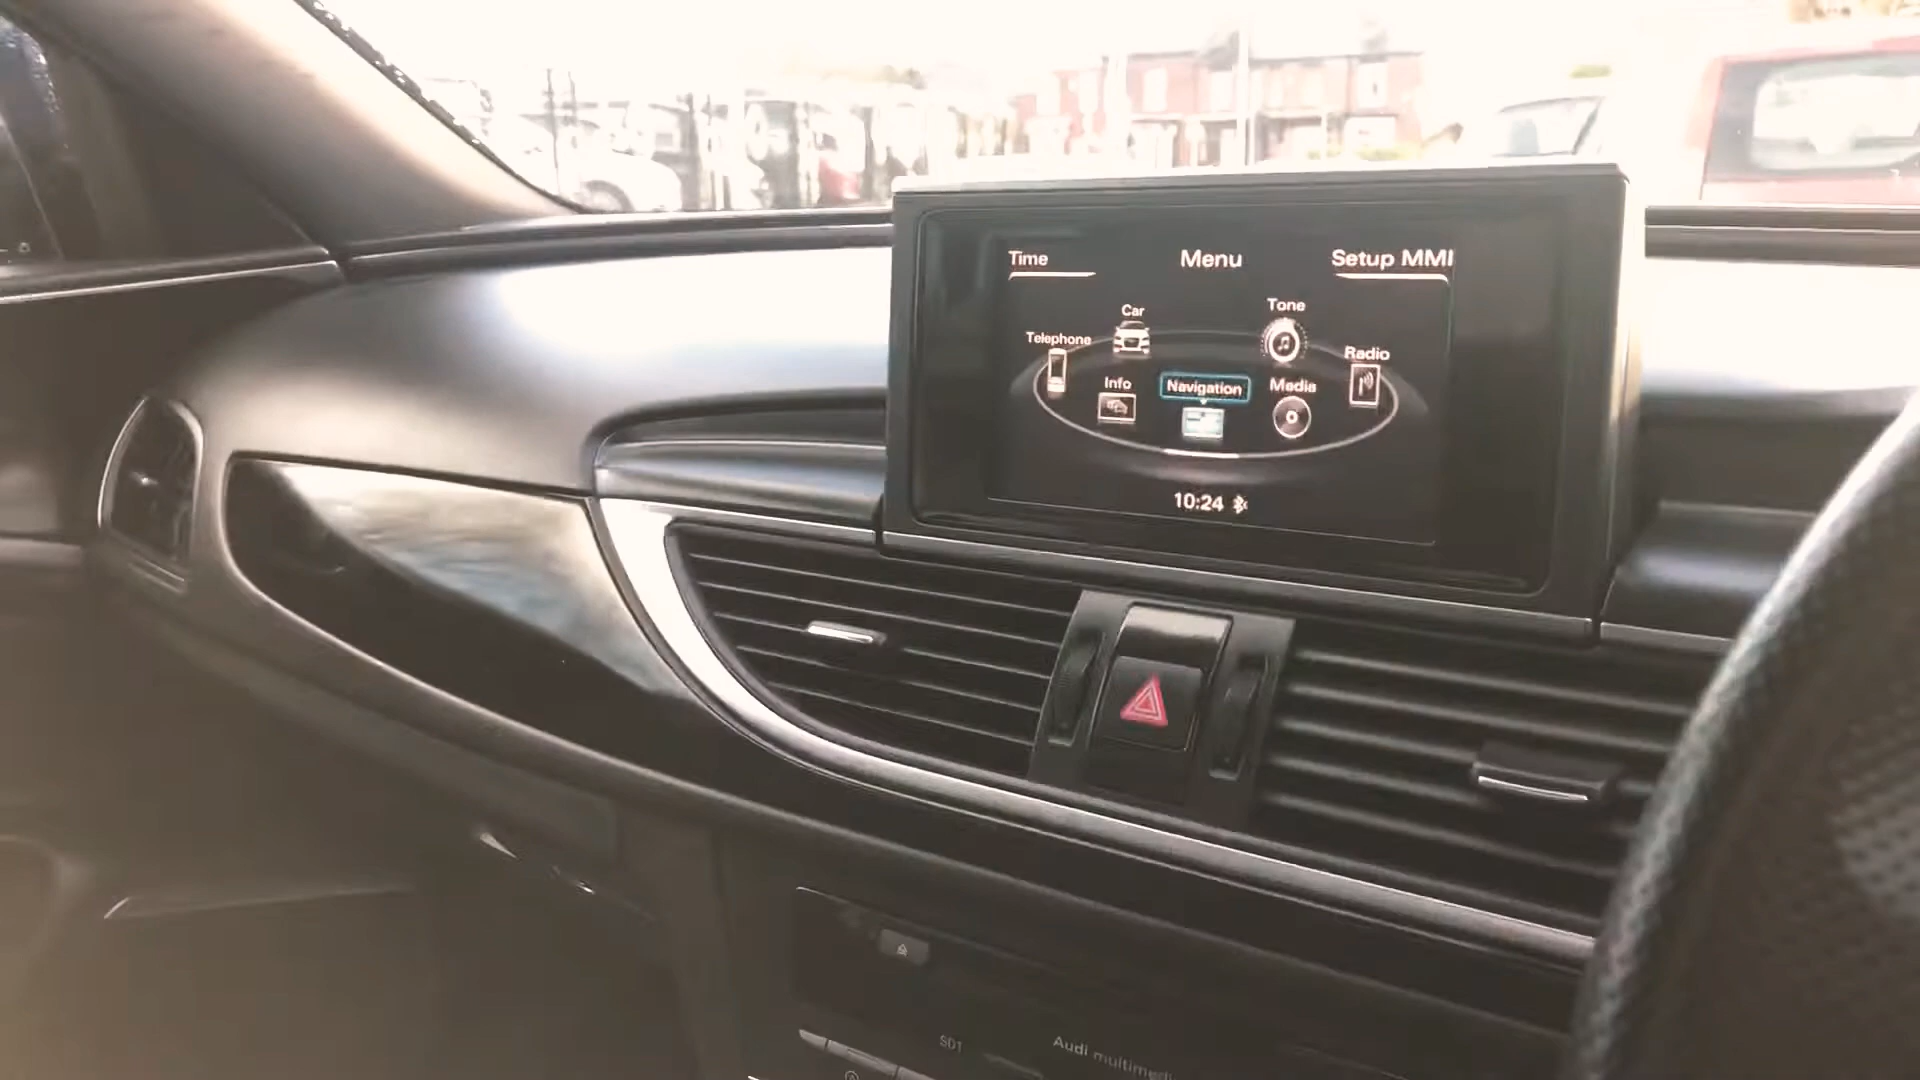 Time Menu Setup MMI
Car Tone
Telephone Radio
Info Navigation Media
10:24
SD1
Audi multimedi